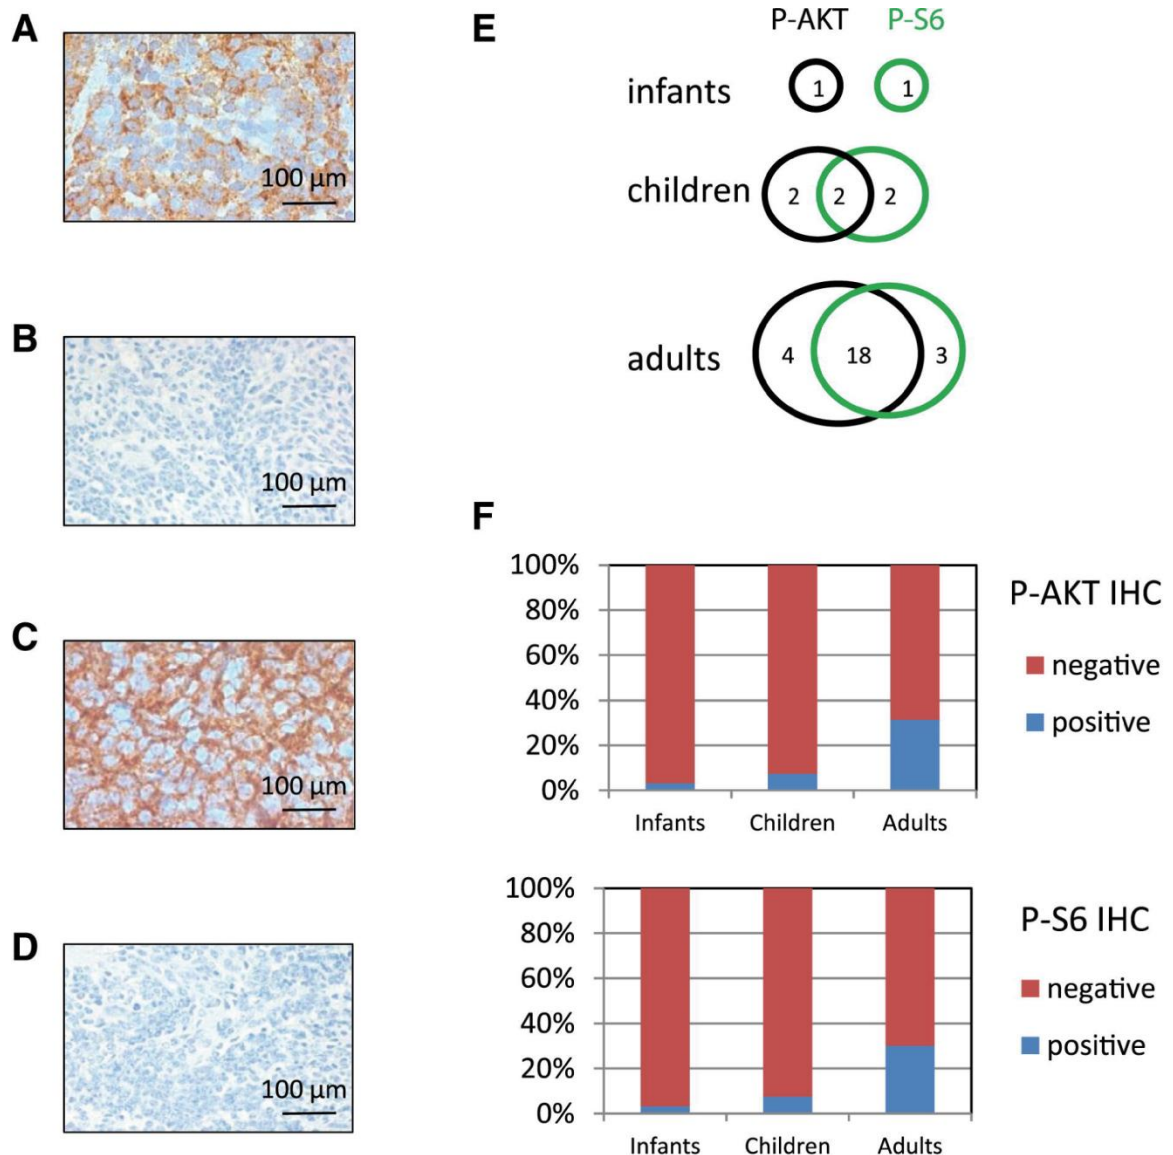 A
100 μm
B
100 μm
C
100 μm
D
100 μm
E
P-AKT P-S6
infants 1 1
children 2 2 2
adults 4 18 3
F
100%
80%
60%
40%
20%
0%
Infants Children Adults
P-AKT IHC
negative
positive
100%
80%
60%
40%
20%
0%
Infants Children Adults
P-S6 IHC
negative
positive